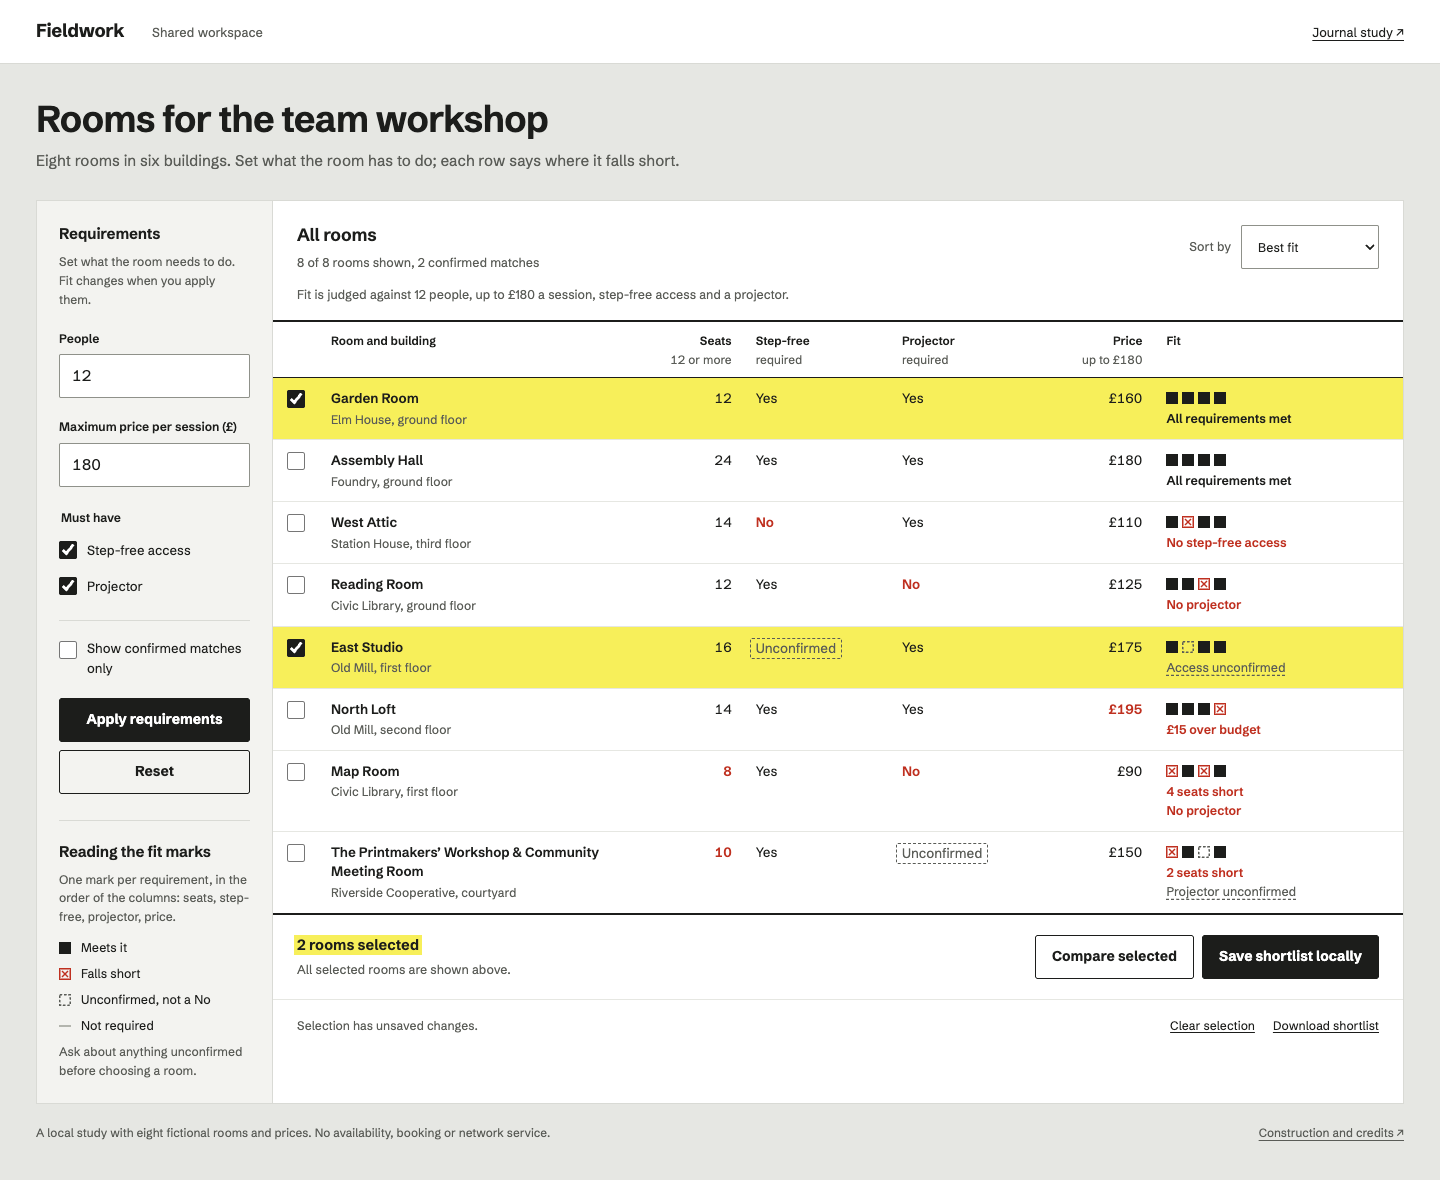 Fieldwork
Shared workspace
Journal study ↗
Rooms for the team workshop
Eight rooms in six buildings. Set what the room has to do; each row says where it falls short.
Requirements
Set what the room needs to do.
Fit changes when you apply
them.
People
12
Maximum price per session (£)
180
Must have
Step-free access
Projector
Show confirmed matches
only
Apply requirements
Reset
Reading the fit marks
One mark per requirement, in the
order of the columns: seats, step-
free, projector, price.
Meets it
Falls short
Unconfirmed, not a No
Not required
Ask about anything unconfirmed
before choosing a room.
All rooms
8 of 8 rooms shown, 2 confirmed matches
Sort by
Best fit
Fit is judged against 12 people, up to £180 a session, step-free access and a projector.
Room and building
Seats
12 or more
Step-free
required
Projector
required
Price
up to £180
Fit
Garden Room
Elm House, ground floor
12
Yes
Yes
£160
All requirements met
Assembly Hall
Foundry, ground floor
24
Yes
Yes
£180
All requirements met
West Attic
Station House, third floor
14
No
Yes
£110
No step-free access
Reading Room
Civic Library, ground floor
12
Yes
No
£125
No projector
East Studio
Old Mill, first floor
16
Unconfirmed
Yes
£175
Access unconfirmed
North Loft
Old Mill, second floor
14
Yes
Yes
£195
£15 over budget
Map Room
Civic Library, first floor
8
Yes
No
£90
4 seats short
No projector
The Printmakers’ Workshop & Community
Meeting Room
Riverside Cooperative, courtyard
10
Yes
Unconfirmed
£150
2 seats short
Projector unconfirmed
2 rooms selected
All selected rooms are shown above.
Compare selected
Save shortlist locally
Selection has unsaved changes.
Clear selection
Download shortlist
A local study with eight fictional rooms and prices. No availability, booking or network service.
Construction and credits ↗